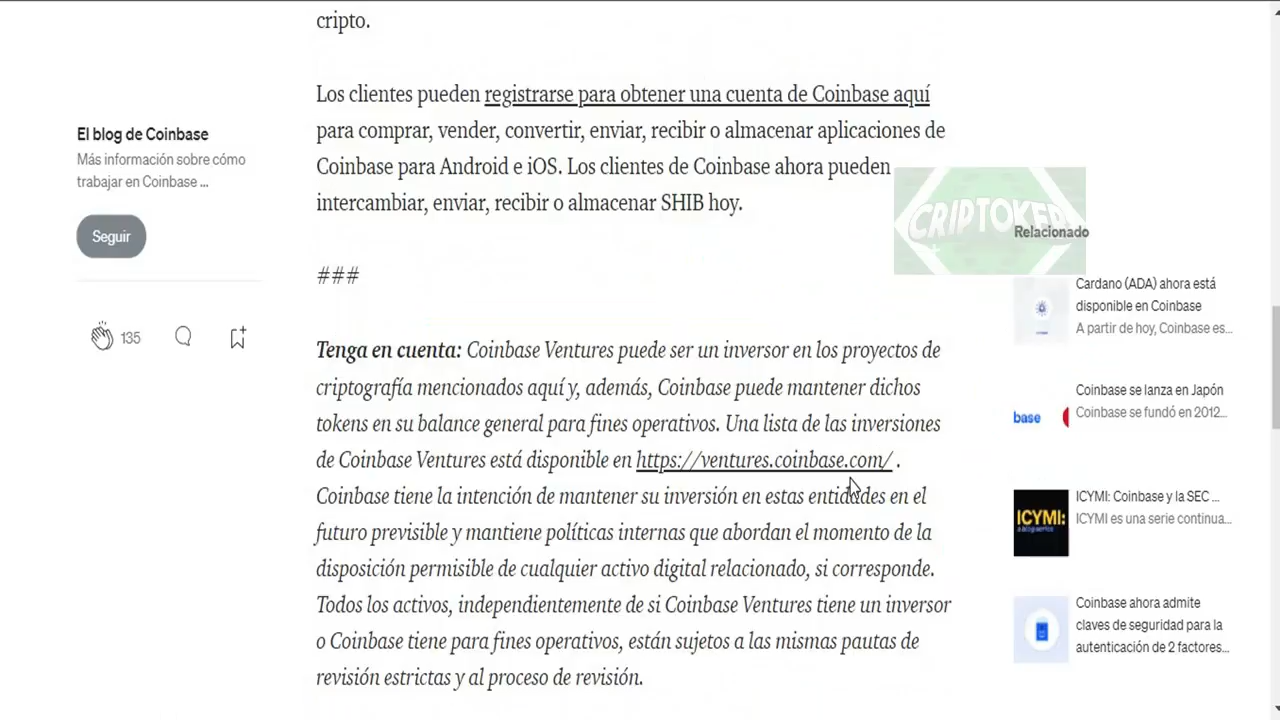 cripto.
Los clientes pueden registrarse para obtener una cuenta de Coinbase aquí
para comprar, vender, convertir, enviar, recibir o almacenar aplicaciones de
Coinbase para Android e iOS. Los clientes de Coinbase ahora pueden
intercambiar, enviar, recibir o almacenar SHIB hoy.
###
Tenga en cuenta: Coinbase Ventures puede ser un inversor en los proyectos de
criptografía mencionados aquí y, además, Coinbase puede mantener dichos
tokens en su balance general para fines operativos. Una lista de las inversiones
de Coinbase Ventures está disponible en https://ventures.coinbase.com/ .
Coinbase tiene la intención de mantener su inversión en estas entidades en el
futuro previsible y mantiene políticas internas que abordan el momento de la
disposición permisible de cualquier activo digital relacionado, si corresponde.
Todos los activos, independientemente de si Coinbase Ventures tiene un inversor
o Coinbase tiene para fines operativos, están sujetos a las mismas pautas de
revisión estrictas y al proceso de revisión.
El blog de Coinbase
Más información sobre cómo
trabajar en Coinbase ...
Seguir
135
CRIPTOKER
Relacionado
Cardano (ADA) ahora está
disponible en Coinbase
A partir de hoy, Coinbase es...
base
Coinbase se lanza en Japón
Coinbase se fundó en 2012...
ICYMI:
ICYMI: Coinbase y la SEC ...
ICYMI es una serie continua...
Coinbase ahora admite
claves de seguridad para la
autenticación de 2 factores...